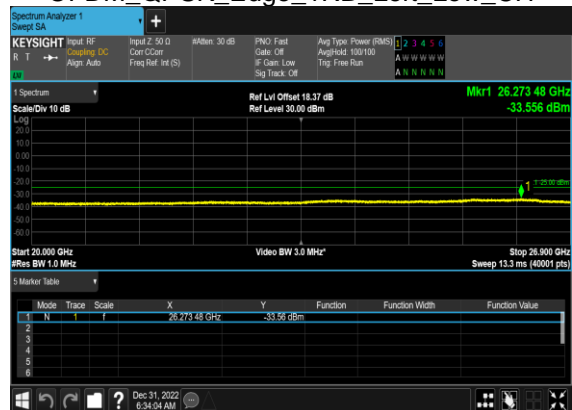 Spectrum Analyzer 1
Swept SA
KEYSIGHT
R T
Input: RF
Coupling: DC
Align: Auto
Input Z: 50 Ω
Corr CCorr
Freq Ref: Int (S)
#Atten: 30 dB
PNO: Fast
Gate: Off
IF Gain: Low
Sig Track: Off
Avg Type: Power (RMS)
Avg|Hold: 100/100
Trig: Free Run
1 2 3 4 5 6
A W W W W W
A N N N N N
1 Spectrum
Scale/Div 10 dB
Ref Lvl Offset 18.37 dB
Ref Level 30.00 dBm
Mkr1 26.273 48 GHz
-33.556 dBm
Log
20.0
10.0
0.00
-10.0
-20.0
-30.0
-40.0
-50.0
-60.0
1
Start 20.000 GHz
#Res BW 1.0 MHz
Video BW 3.0 MHz*
Stop 26.900 GHz
Sweep 13.3 ms (40001 pts)
5 Marker Table
Mode Trace Scale X Y Function Function Width Function Value
1 N 1 f 26.273 48 GHz -33.56 dBm
2
3
4
5
6
Dec 31, 2022
6:34:04 AM